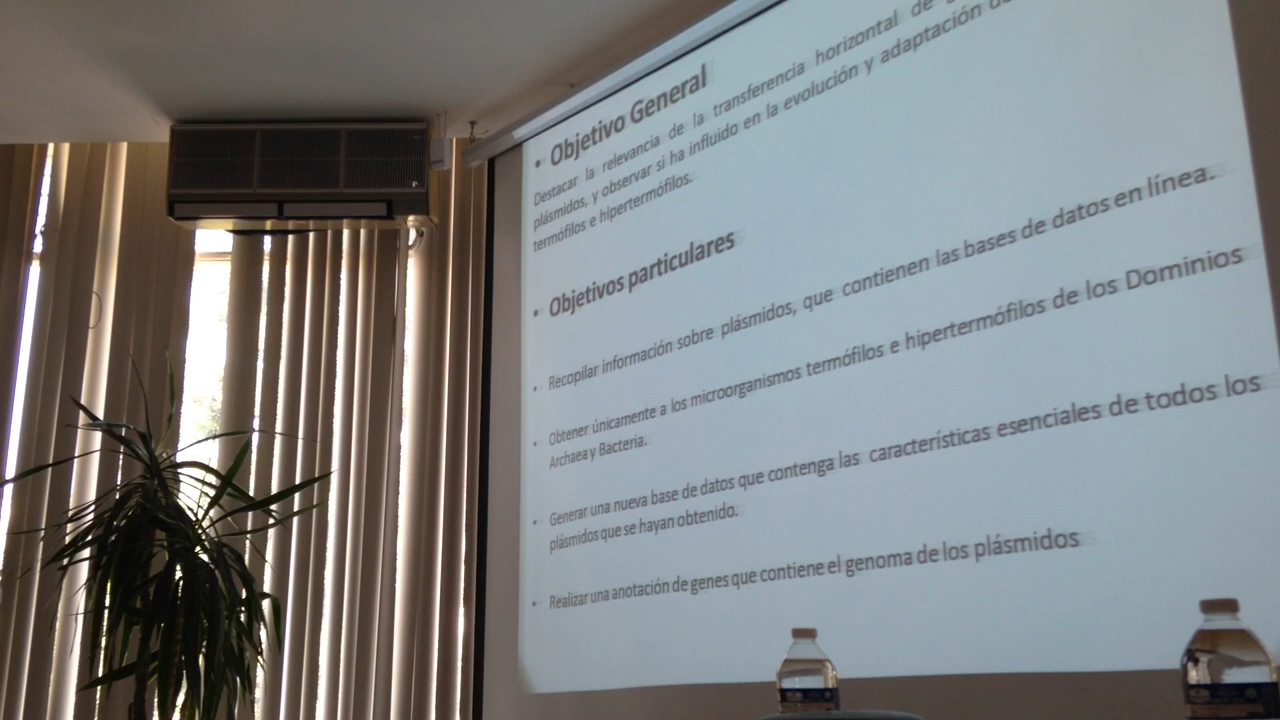 • Objetivo General
Destacar la relevancia de la transferencia horizontal de
plásmidos, y observar si ha influido en la evolución y adaptación
termófilos e hipertermófilos.
• Objetivos particulares
• Recopilar información sobre plásmidos, que contienen las bases de datos en línea.
• Obtener únicamente a los microorganismos termófilos e hipertermófilos de los Dominios
Archaea y Bacteria.
• Generar una nueva base de datos que contenga las características esenciales de todos los
plásmidos que se hayan obtenido.
• Realizar una anotación de genes que contiene el genoma de los plásmidos